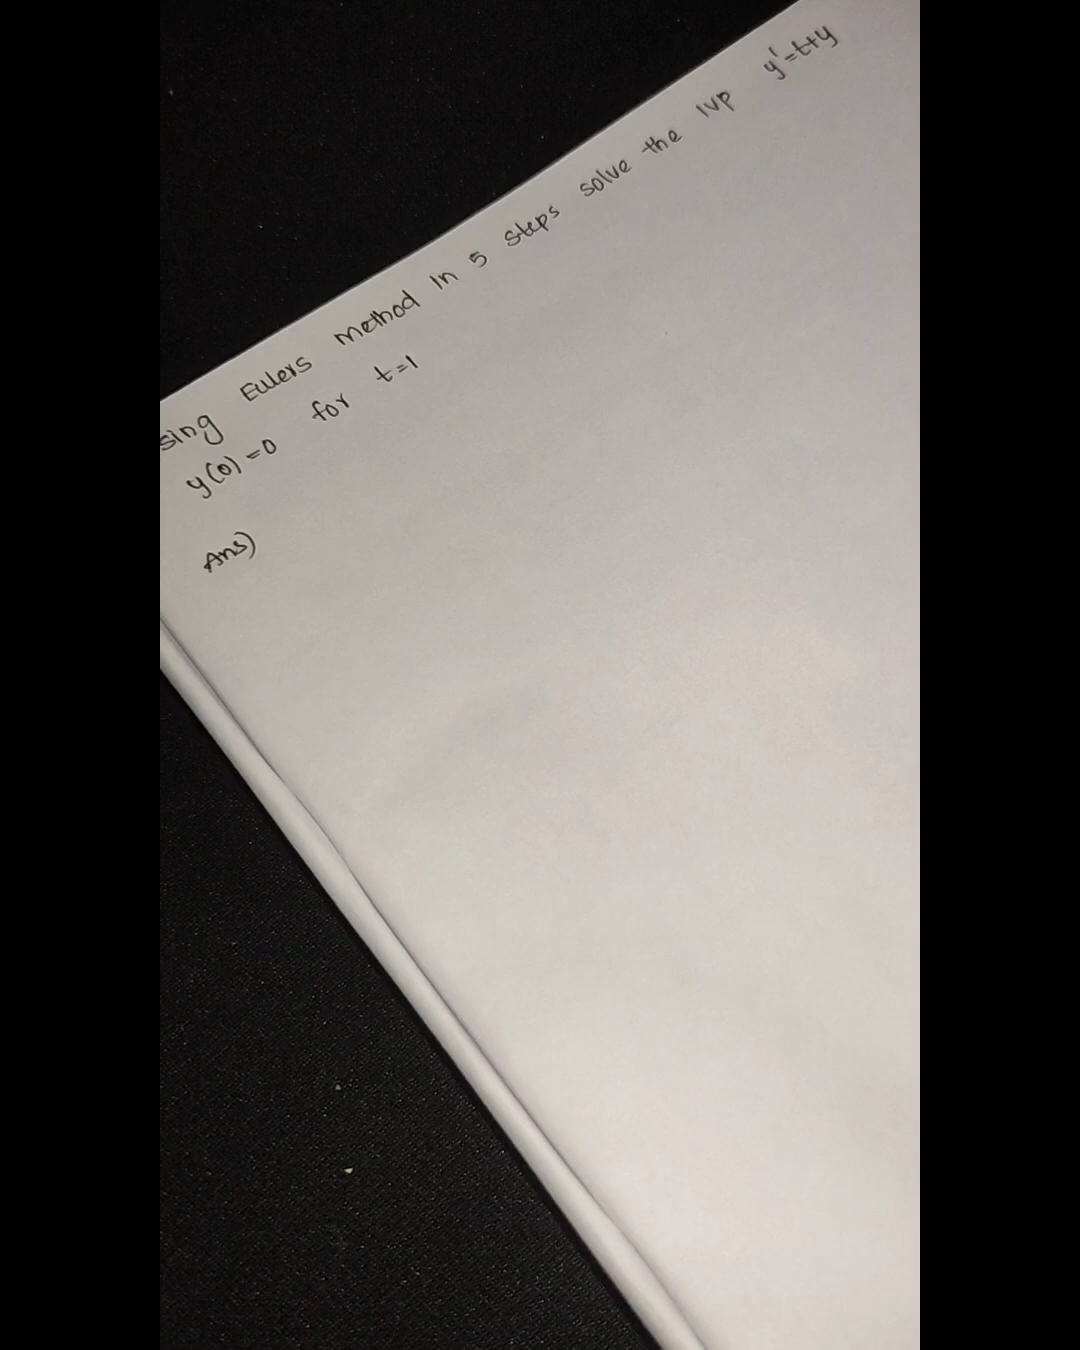 sing Eulers method in 5 steps solve the IVP y'=t+y
y(0)=0 for t=1
Ans)